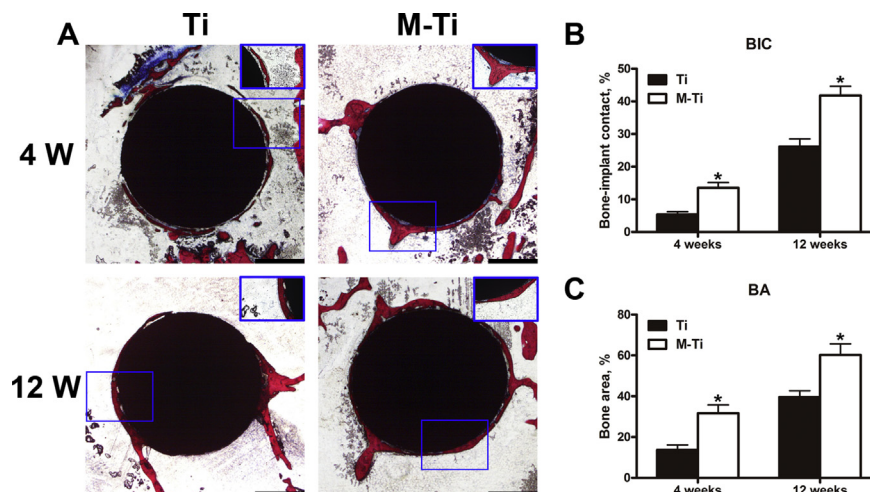 A
Ti
M-Ti
4 W
12 W
B
BIC
Ti
M-Ti
Bone-implant contact, %
50
40
30
20
10
0
*
*
4 weeks
12 weeks
C
BA
Ti
M-Ti
Bone area, %
80
60
40
20
0
*
*
4 weeks
12 weeks